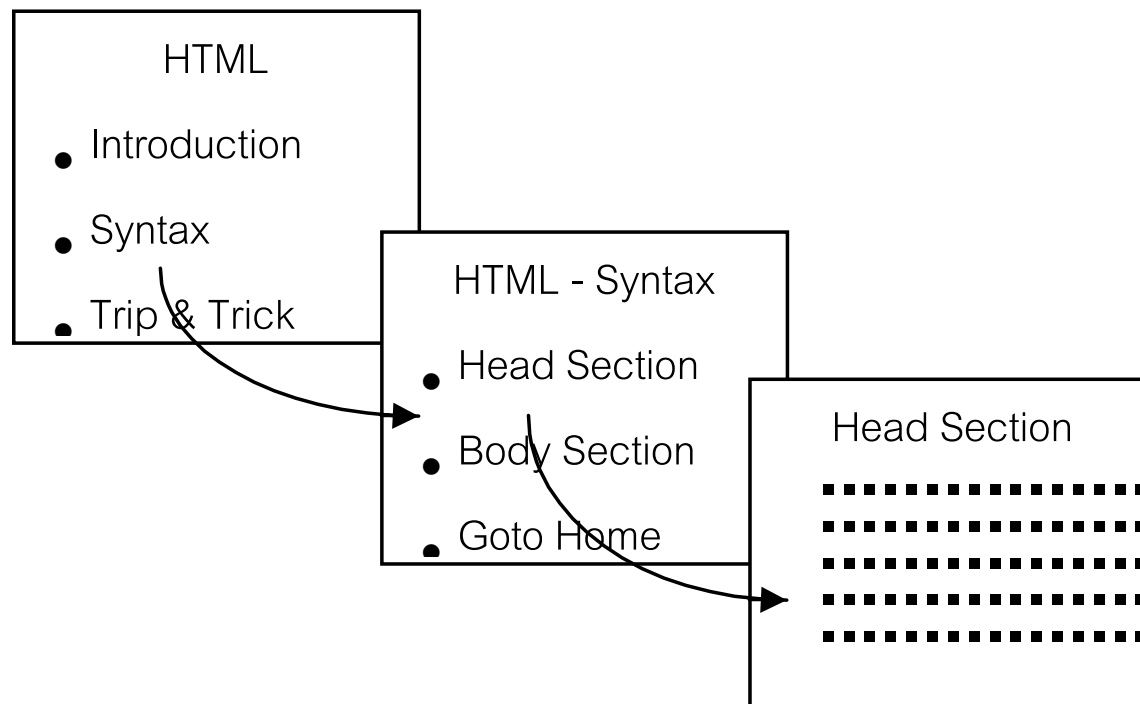 HTML
• Introduction
• Syntax
• Trip & Trick
HTML - Syntax
• Head Section
• Body Section
• Goto Home
Head Section